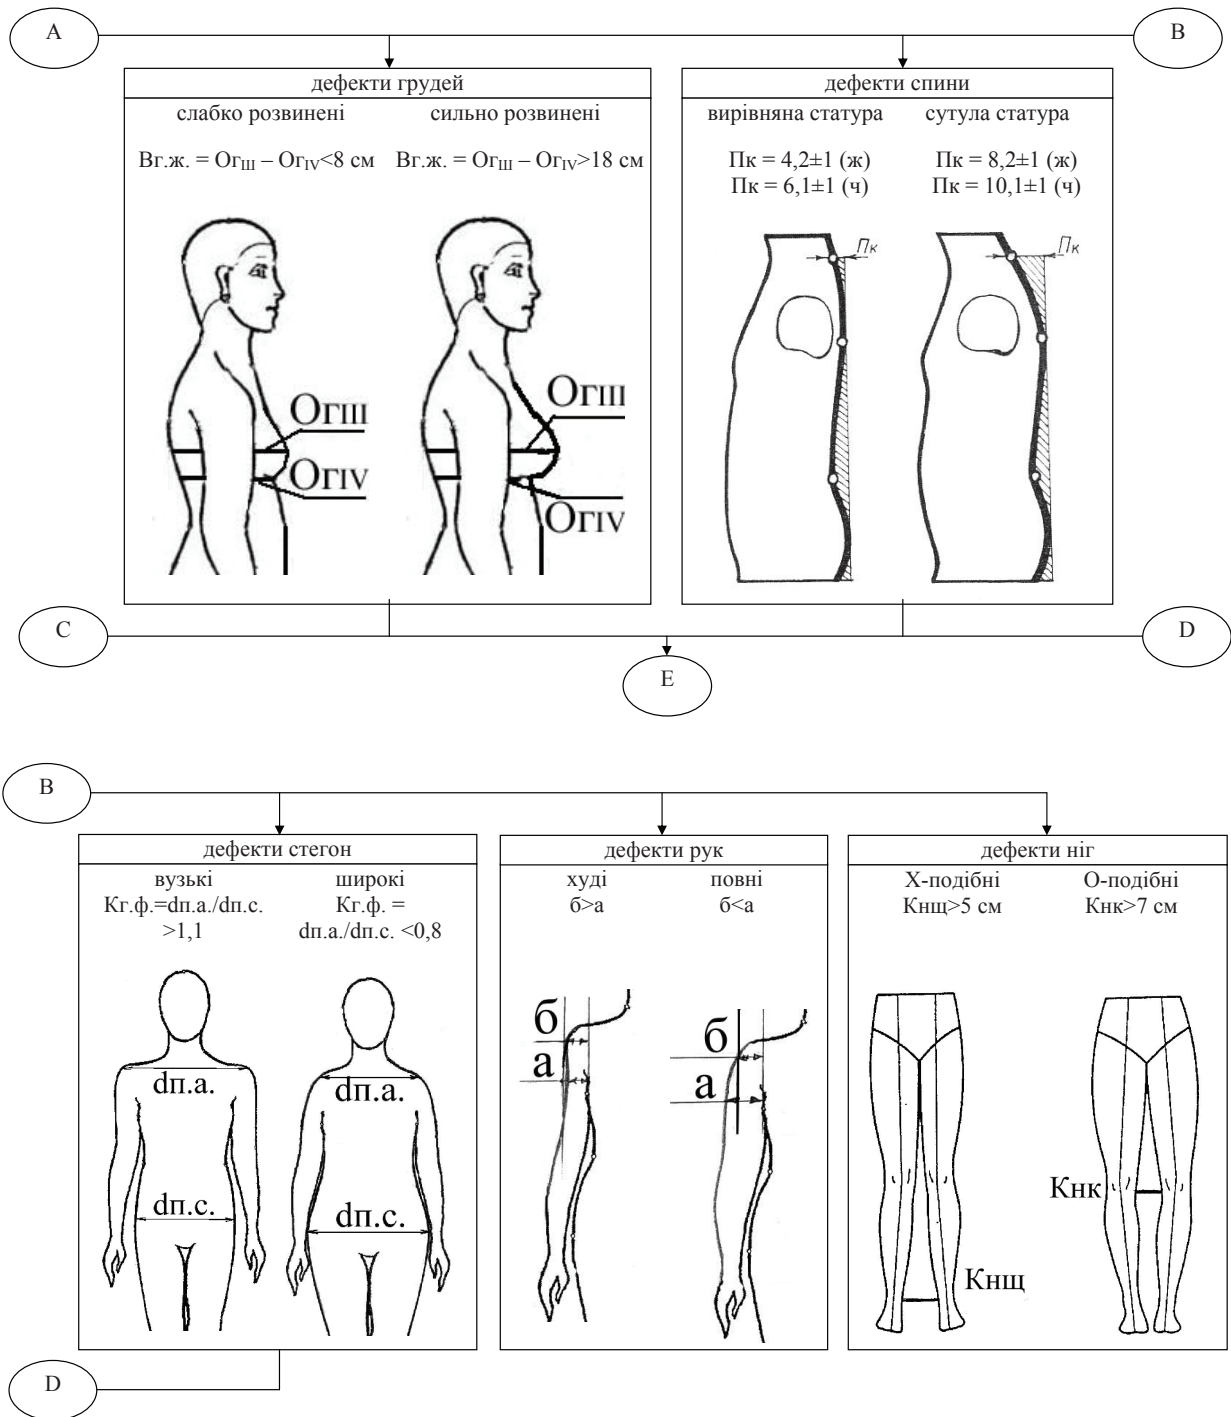 A
B
дефекти грудей
слабко розвинені
сильно розвинені
Вг.ж. = ОгIII – ОгIV<8 см
Вг.ж. = ОгIII – ОгIV>18 см
ОгIII
ОгIV
ОгIII
ОгIV
дефекти спини
вирівняна статура
сутула статура
Пк = 4,2±1 (ж)
Пк = 6,1±1 (ч)
Пк = 8,2±1 (ж)
Пк = 10,1±1 (ч)
Пк
Пк
C
D
E
B
дефекти стегон
вузькі
Кг.ф.=dп.а./dп.с.
>1,1
широкі
Кг.ф. =
dп.а./dп.с. <0,8
dп.а.
dп.а.
dп.с.
dп.с.
дефекти рук
худі
б>а
повні
б<а
б
а
б
а
дефекти ніг
Х-подібні
Кнщ>5 см
О-подібні
Кнк>7 см
Кнк
Кнщ
D